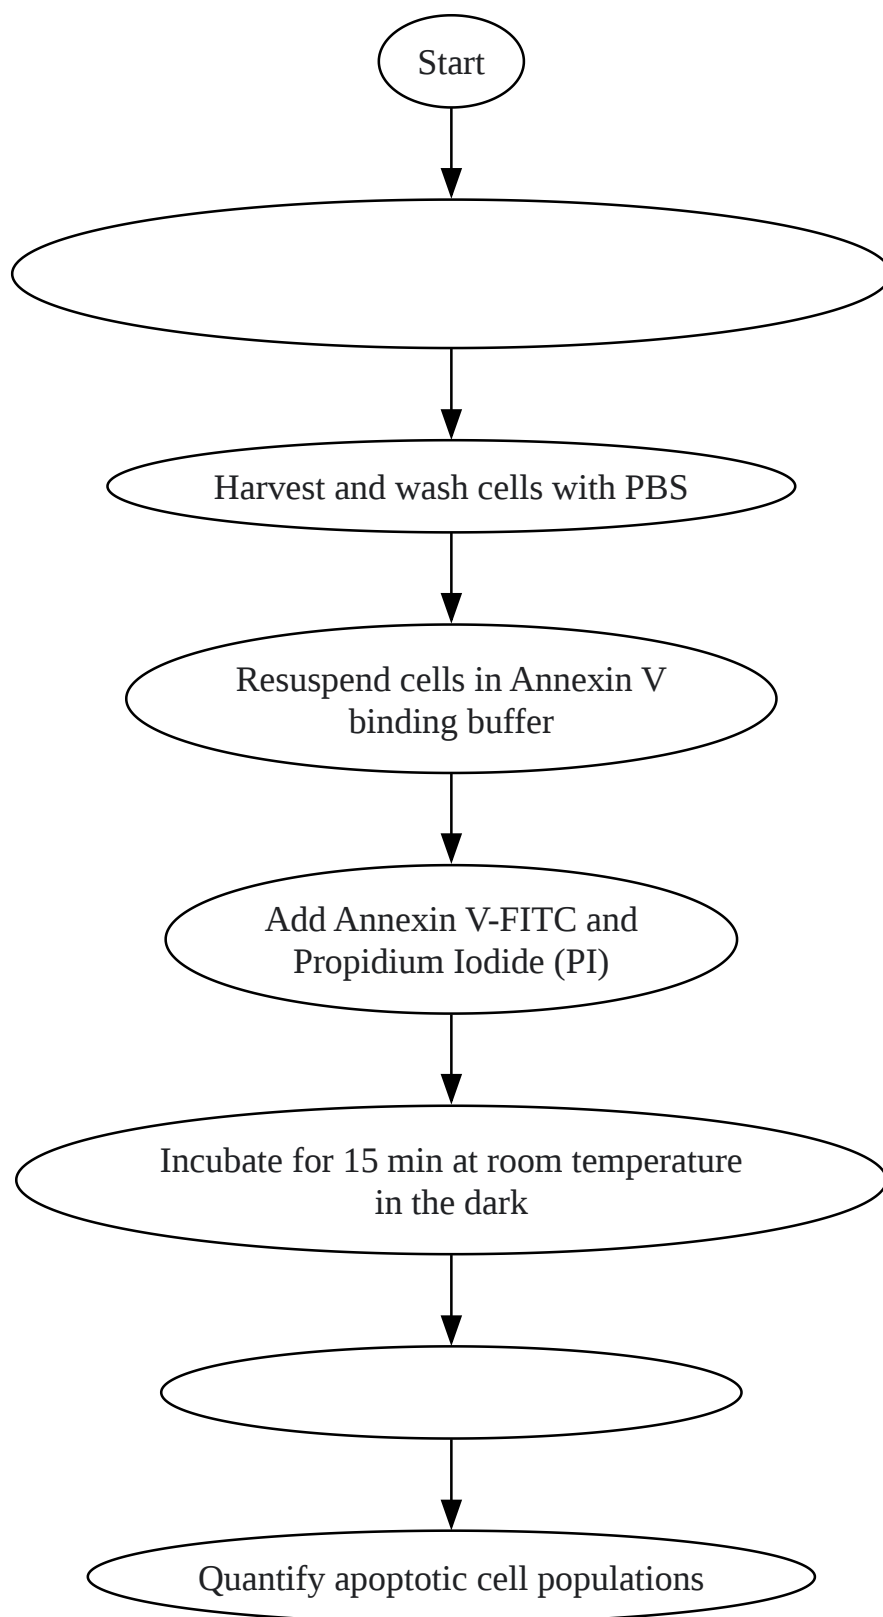 Start
Harvest and wash cells with PBS
Resuspend cells in Annexin V
binding buffer
Add Annexin V-FITC and
Propidium Iodide (PI)
Incubate for 15 min at room temperature
in the dark
Quantify apoptotic cell populations